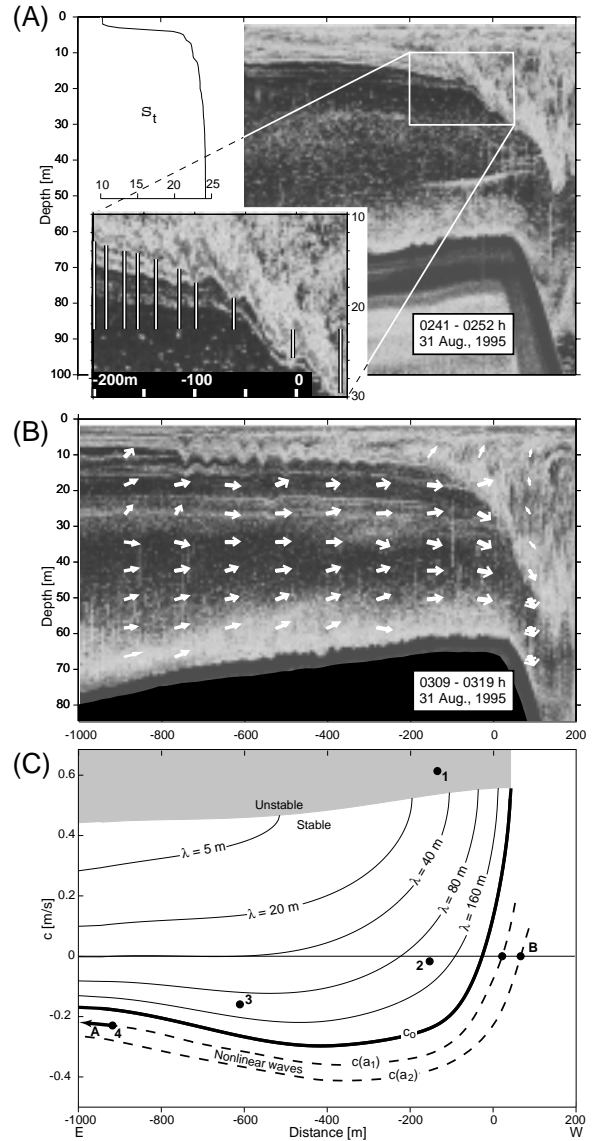 (A)
0
10
20
30
40
50
60
70
80
90
100
Depth [m]
s t
10 15 20 25
10
20
30
-200m -100 0
0241 - 0252 h
31 Aug., 1995
(B)
0
10
20
30
40
50
60
70
80
Depth [m]
0309 - 0319 h
31 Aug., 1995
-1000 -800 -600 -400 -200 0 200
(C)
0.6
0.4
0.2
0
-0.2
-0.4
c [m/s]
1
Unstable
Stable
λ = 5 m
λ = 20 m
λ = 40 m
λ = 80 m
λ = 160 m
2
B
3
A
4
c₀
Nonlinear waves
c(a₁)
c(a₂)
-1000 -800 -600 -400 -200 0 200
E Distance [m] W